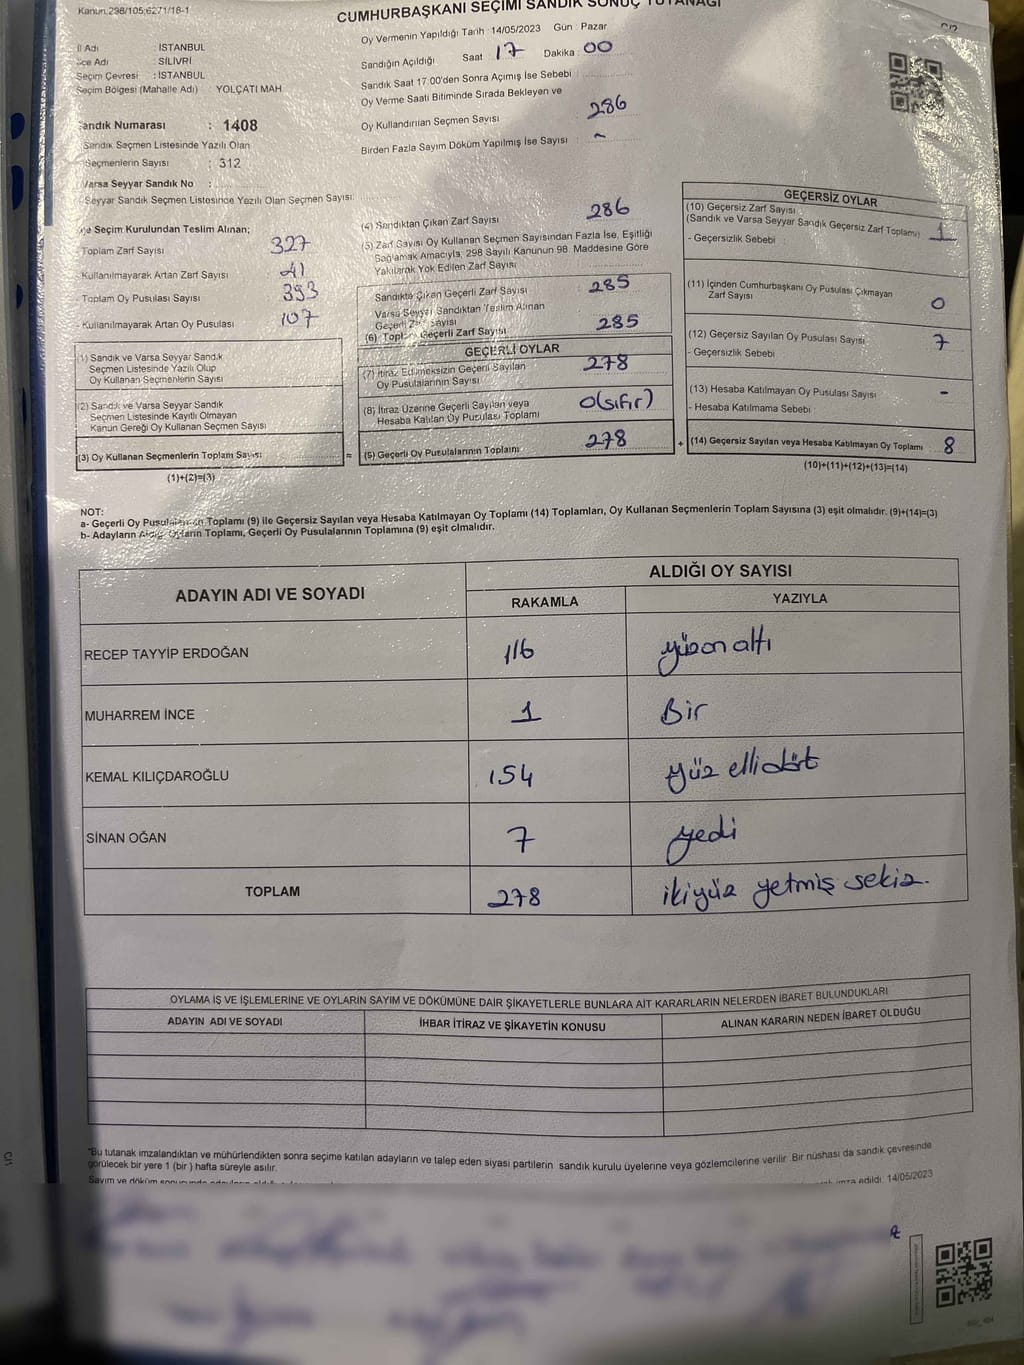 Kanun:298/105;6271/18-1
CUMHURBAŞKANI SEÇİMİ SANDIK SONUÇ TUTANAĞI
İl Adı : İSTANBUL
İlçe Adı : SİLİVRİ
Seçim Çevresi : İSTANBUL
Seçim Bölgesi (Mahalle Adı) YOLÇATI MAH
Sandık Numarası : 1408
Sandık Seçmen Listesinde Yazılı Olan
Seçmenlerin Sayısı : 312
Varsa Seyyar Sandık No :
Seyyar Sandık Seçmen Listesinde Yazılı Olan Seçmen Sayısı:
İlçe Seçim Kurulundan Teslim Alınan;
Toplam Zarf Sayısı : 327
- Kullanılmayarak Artan Zarf Sayısı : 41
- Toplam Oy Pusulası Sayısı : 393
- Kullanılmayarak Artan Oy Pusulası : 107
(1) Sandık ve Varsa Seyyar Sandık
Seçmen Listesinde Yazılı Olup
Oy Kullanan Seçmenlerin Sayısı
(2) Sandık ve Varsa Seyyar Sandık
Seçmen Listesinde Kayıtlı Olmayan
Kanun Gereği Oy Kullanan Seçmen Sayısı
(3) Oy Kullanan Seçmenlerin Toplam Sayısı
(1)+(2)=(3)
Oy Vermenin Yapıldığı Tarih : 14/05/2023 Gün : Pazar
Sandığın Açıldığı Saat : 17 Dakika : 00
Sandık Saat 17:00'den Sonra Açılmış İse Sebebi :
Oy Verme Saati Bitiminde Sırada Bekleyen ve
Oy Kullandırılan Seçmen Sayısı : 286
Birden Fazla Sayım Döküm Yapılmış İse Sayısı : ~
(4) Sandıktan Çıkan Zarf Sayısı : 286
(5) Zarf Sayısı Oy Kullanan Seçmen Sayısından Fazla İse, Eşitliği
Sağlamak Amacıyla, 298 Sayılı Kanunun 98. Maddesine Göre
Yakılarak Yok Edilen Zarf Sayısı :
Sandıkta Çıkan Geçerli Zarf Sayısı : 285
Varsa Seyyar Sandıktan Teslim Alınan
Geçerli Zarf Sayısı
(6) Toplam Geçerli Zarf Sayısı : 285
GEÇERLİ OYLAR
(7) İtiraz Edilmeksizin Geçerli Sayılan
Oy Pusulalarının Sayısı : 278
(8) İtiraz Üzerine Geçerli Sayılan veya
Hesaba Katılan Oy Pusulası Toplamı : 0(sıfır)
(9) Geçerli Oy Pusulalarının Toplamı : 278
GEÇERSİZ OYLAR
(10) Geçersiz Zarf Sayısı
(Sandık ve Varsa Seyyar Sandık Geçersiz Zarf Toplamı) 1
- Geçersizlik Sebebi
(11) İçinden Cumhurbaşkanı Oy Pusulası Çıkmayan
Zarf Sayısı 0
(12) Geçersiz Sayılan Oy Pusulası Sayısı 7
- Geçersizlik Sebebi
(13) Hesaba Katılmayan Oy Pusulası Sayısı -
- Hesaba Katılmama Sebebi
(14) Geçersiz Sayılan veya Hesaba Katılmayan Oy Toplamı 8
(10)+(11)+(12)+(13)=(14)
NOT:
a- Geçerli Oy Pusulalarının Toplamı (9) ile Geçersiz Sayılan veya Hesaba Katılmayan Oy Toplamı (14) Toplamları, Oy Kullanan Seçmenlerin Toplam Sayısına (3) eşit olmalıdır. (9)+(14)=(3)
b- Adayların Aldığı Oyların Toplamı, Geçerli Oy Pusulalarının Toplamına (9) eşit olmalıdır.
ADAYIN ADI VE SOYADI ALDIĞI OY SAYISI
RAKAMLA YAZIYLA
RECEP TAYYİP ERDOĞAN 116 yüzonaltı
MUHARREM İNCE 1 Bir
KEMAL KILIÇDAROĞLU 154 yüz ellidört
SİNAN OĞAN 7 yedi
TOPLAM 278 ikiyüz yetmiş sekiz.
OYLAMA İŞ VE İŞLEMLERİNE VE OYLARIN SAYIM VE DÖKÜMÜNE DAİR ŞİKAYETLERLE BUNLARA AİT KARARLARIN NELERDEN İBARET BULUNDUKLARI
ADAYIN ADI VE SOYADI İHBAR İTİRAZ VE ŞİKAYETİN KONUSU ALINAN KARARIN NEDEN İBARET OLDUĞU
*Bu tutanak imzalandıktan ve mühürlendikten sonra seçime katılan adayların ve talep eden siyasi partilerin sandık kurulu üyelerine veya gözlemcilerine verilir. Bir nüshası da sandık çevresinde
görülecek bir yere 1 (bir) hafta süreyle asılır.
Sayım ve döküm imza edildi. 14/05/2023